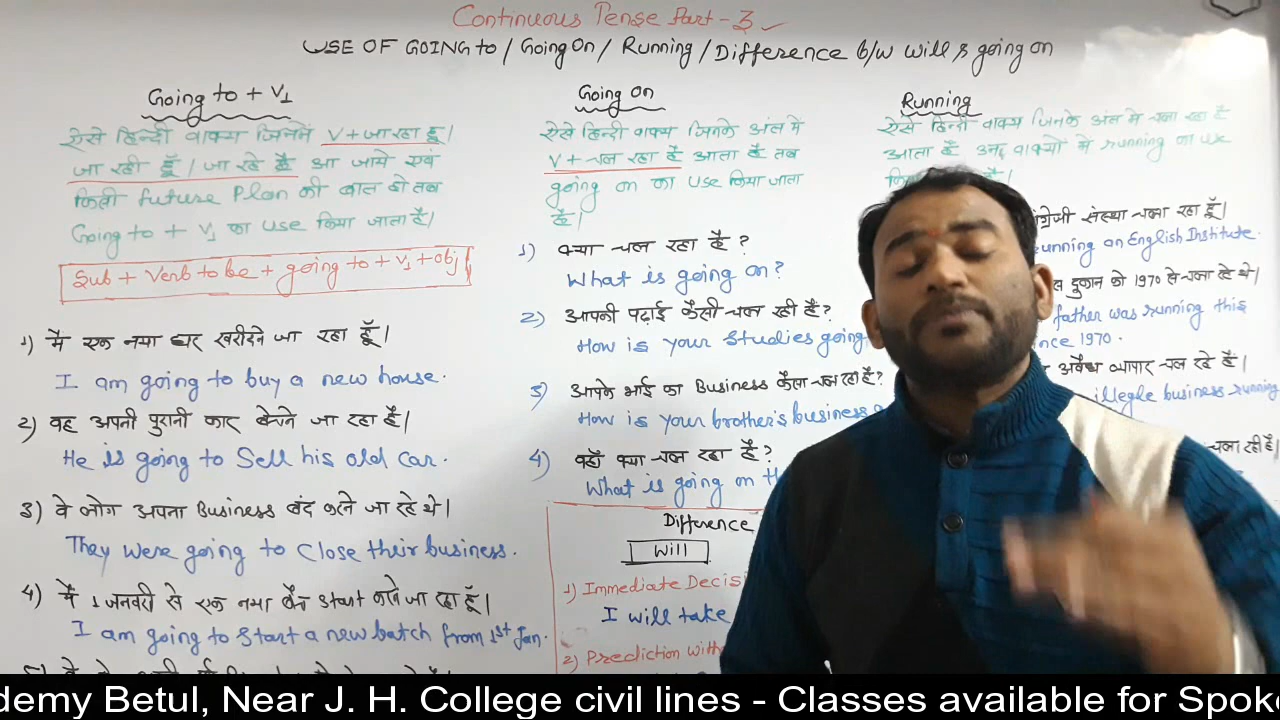 Continuous Tense Part-3
USE OF GOING to / Going On / Running / Difference b/w will & going on
Going to + V1
ऐसे हिन्दी वाक्य जिनमें V + जा रहा हूँ।
जा रही हूँ / जा रहे हैं आ जाये एवं
किसी future Plan की बात हो तब
Going to + V1 का use किया जाता है।
Sub + Verb to be + going to + V1 + obj
1) मैं एक नया घर खरीदने जा रहा हूँ।
I am going to buy a new house.
2) वह अपनी पुरानी कार बेचने जा रहा है।
He is going to Sell his old car.
3) वे लोग अपना Business बंद करने जा रहे थे।
They were going to close their business.
4) मैं 1 जनवरी से एक नया बैच start करने जा रहा हूँ।
I am going to start a new batch from 1st Jan.
Going on
ऐसे हिन्दी वाक्य जिनके अंत में
V + चल रहा है आता है तब
going on का use किया जाता
है।
1) क्या चल रहा है?
What is going on?
2) आपकी पढ़ाई कैसी चल रही है?
How is your studies going
3) आपके भाई का Business कैसा चल रहा है?
How is your brother's business
4) वहाँ क्या चल रहा है?
What is going on
Difference
Will
1) Immediate
I will take
2) Prediction
Running
ऐसे हिन्दी वाक्य जिनके अंत में चला रहा है
आता है उन वाक्यों में running का use
है।
अंग्रेजी संस्था चला रहा हूँ।
running an English Institute.
दुकान को 1970 से चला रहे थे।
father was running this
since 1970.
अवैध व्यापार चल रहे है।
illegle business running
चला रही है।
demy Betul, Near J. H. College civil lines - Classes available for Spoke